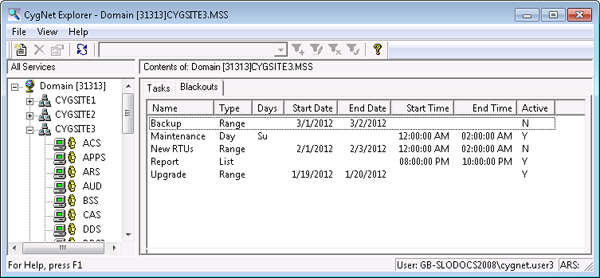 CygNet Explorer - Domain [31313]CYGSITE3.MSS
File View Help
All Services
Contents of: Domain [31313]CYGSITE3.MSS
Domain [31313]
CYGSITE1
CYGSITE2
CYGSITE3
ACS
APPS
ARS
AUD
BSS
CAS
DDS
Tasks Blackouts
Name Type Days Start Date End Date Start Time End Time Active
Backup Range 3/1/2012 3/2/2012 N
Maintenance Day Su 12:00:00 AM 02:00:00 AM Y
New RTUs Range 2/1/2012 2/3/2012 12:00:00 AM 02:00:00 AM N
Report List 08:00:00 PM 10:00:00 PM Y
Upgrade Range 1/19/2012 1/20/2012 Y
For Help, press F1
User: GB-SLODOCS2008\cygnet.user3 ARS: